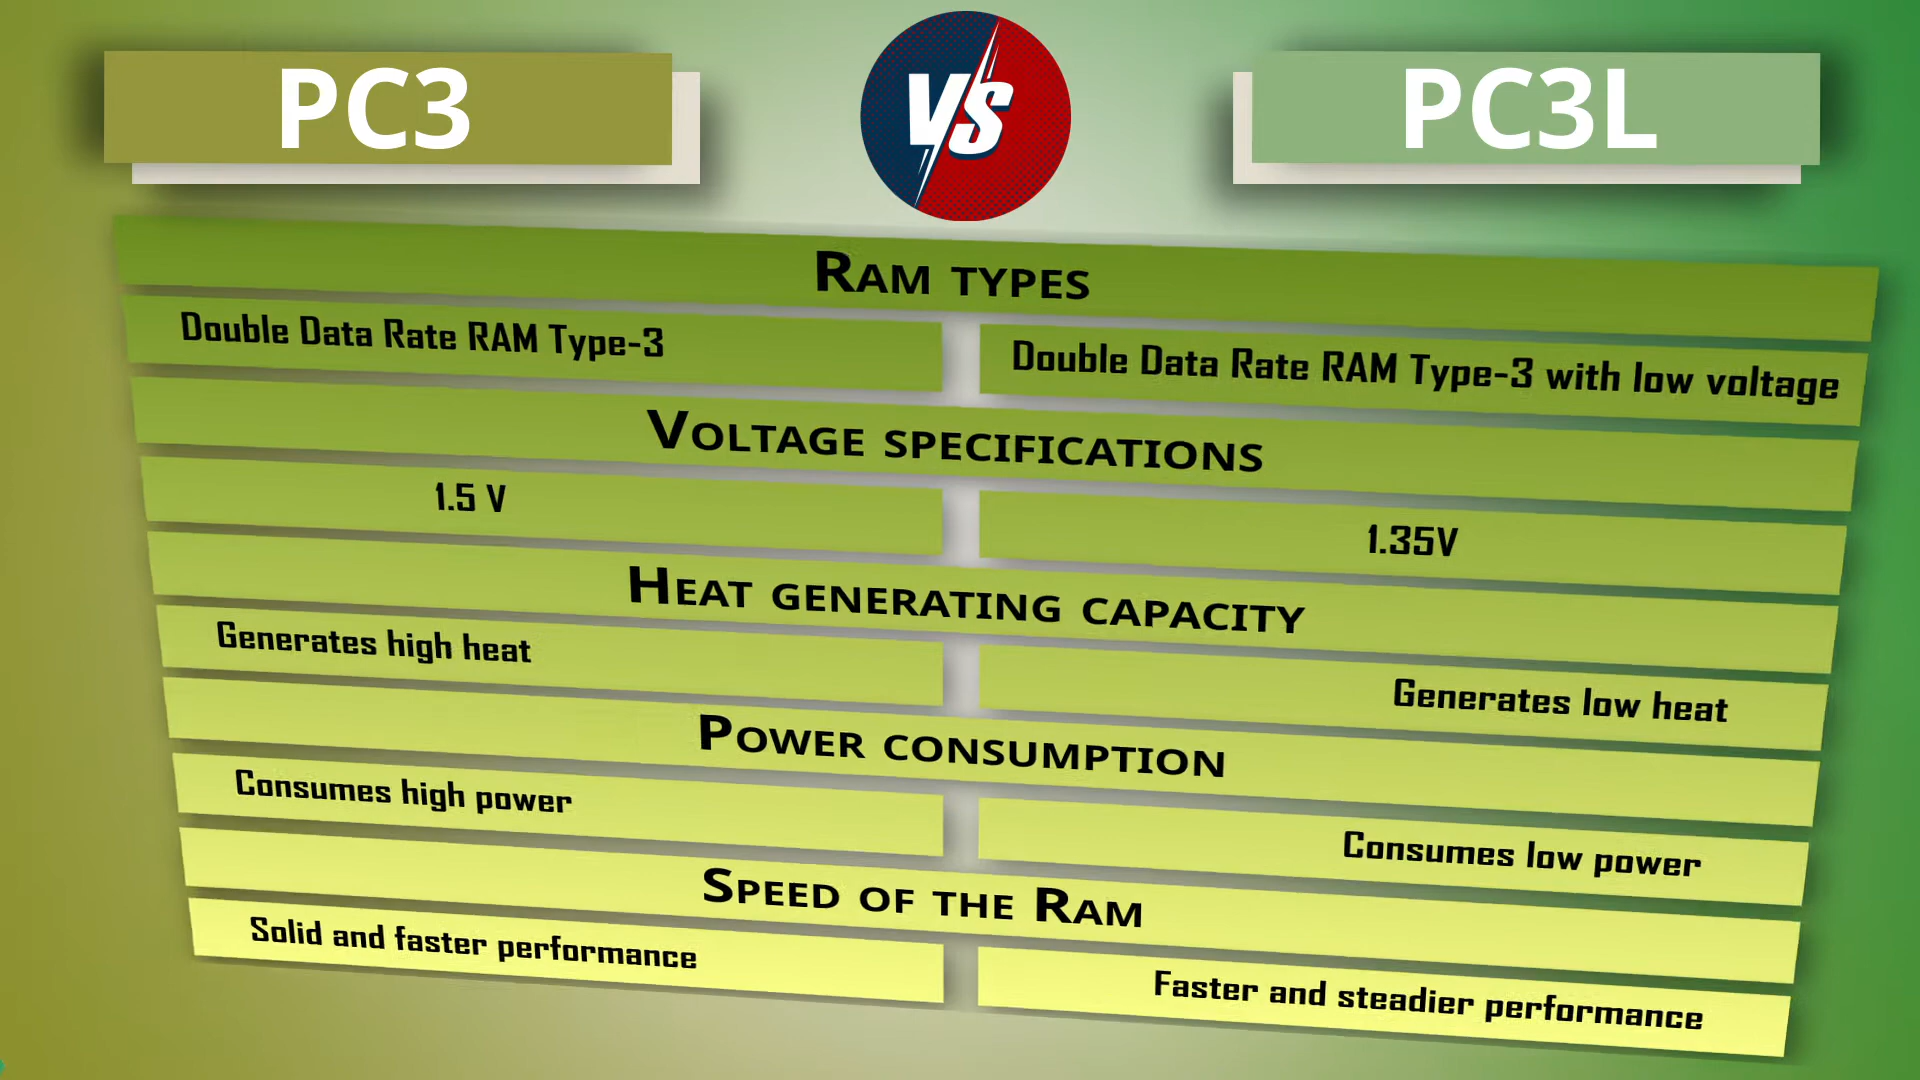 PC3
VS
PC3L
RAM TYPES
Double Data Rate RAM Type-3
Double Data Rate RAM Type-3 with low voltage
VOLTAGE SPECIFICATIONS
1.5 V
1.35V
HEAT GENERATING CAPACITY
Generates high heat
Generates low heat
POWER CONSUMPTION
Consumes high power
Consumes low power
SPEED OF THE RAM
Solid and faster performance
Faster and steadier performance